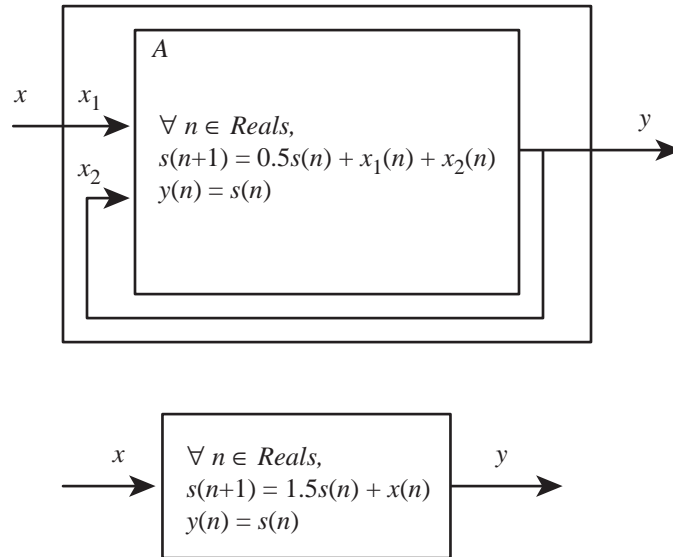 A
x
x₁
y
∀ n ∈ Reals,
s(n+1) = 0.5s(n) + x₁(n) + x₂(n)
y(n) = s(n)
x₂
x
y
∀ n ∈ Reals,
s(n+1) = 1.5s(n) + x(n)
y(n) = s(n)